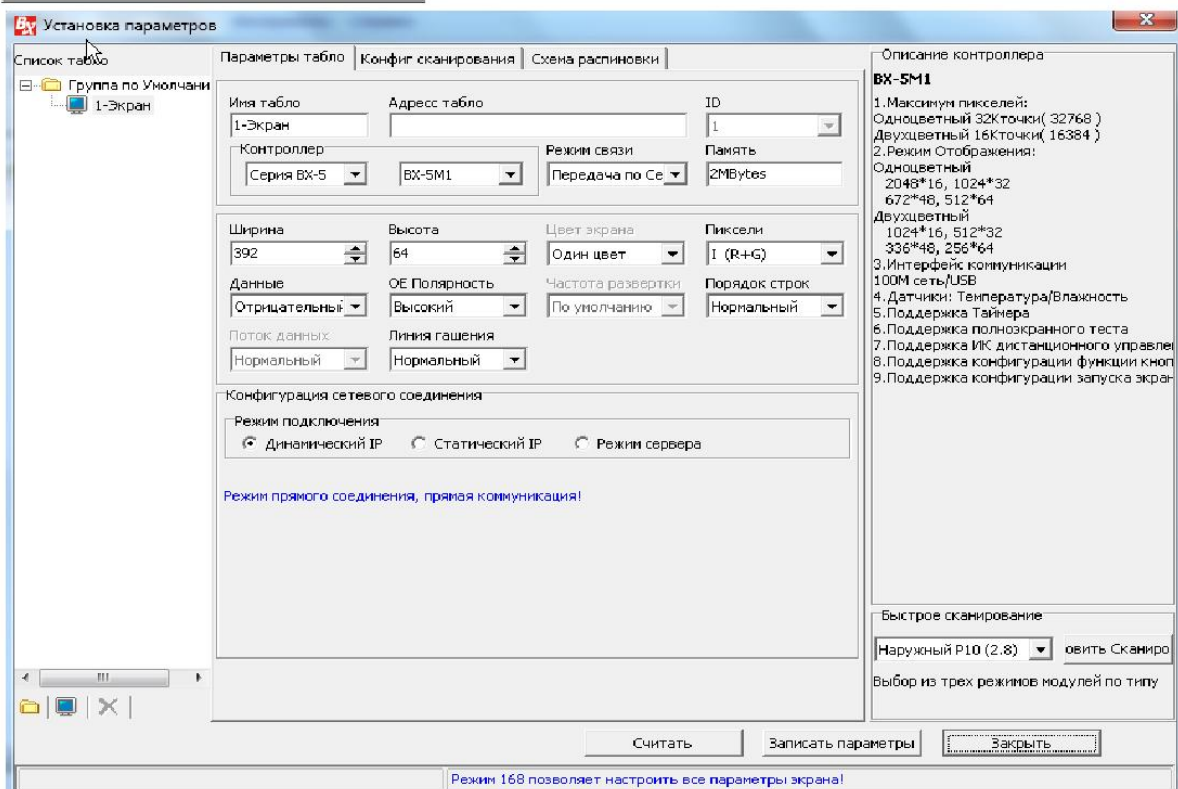 Установка параметров
Список табло
Группа по Умолчани
1-Экран
Параметры табло
Конфиг сканирования
Схема распиновки
Имя табло
Адресс табло
ID
1-Экран
1
Контроллер
Режим связи
Память
Серия BX-5
BX-5M1
Передача по Се
2MBytes
Ширина
Высота
Цвет экрана
Пиксели
392
64
Один цвет
I (R+G)
Данные
ОЕ Полярность
Частота развертки
Порядок строк
Отрицательный
Высокий
По умолчанию
Нормальный
Поток данных
Линия гашения
Нормальный
Нормальный
Конфигурация сетевого соединения
Режим подключения
Динамический IP
Статический IP
Режим сервера
Режим прямого соединения, прямая коммуникация!
Описание контроллера
BX-5M1
1.Максимум пикселей:
Одноцветный 32Kточки( 32768 )
Двухцветный 16Kточки( 16384 )
2.Режим Отображения:
Одноцветный
2048*16, 1024*32
672*48, 512*64
Двухцветный
1024*16, 512*32
336*48, 256*64
3.Интерфейс коммуникации
100M сеть/USB
4.Датчики: Температура/Влажность
5.Поддержка Таймера
6.Поддержка полноэкранного теста
7.Поддержка ИК дистанционного управле
8.Поддержка конфигурации функции кноп
9.Поддержка конфигурации запуска экран
Быстрое сканирование
Наружный P10 (2.8)
овить Сканиро
Выбор из трех режимов модулей по типу
Считать
Записать параметры
Закрыть
Режим 168 позволяет настроить все параметры экрана!